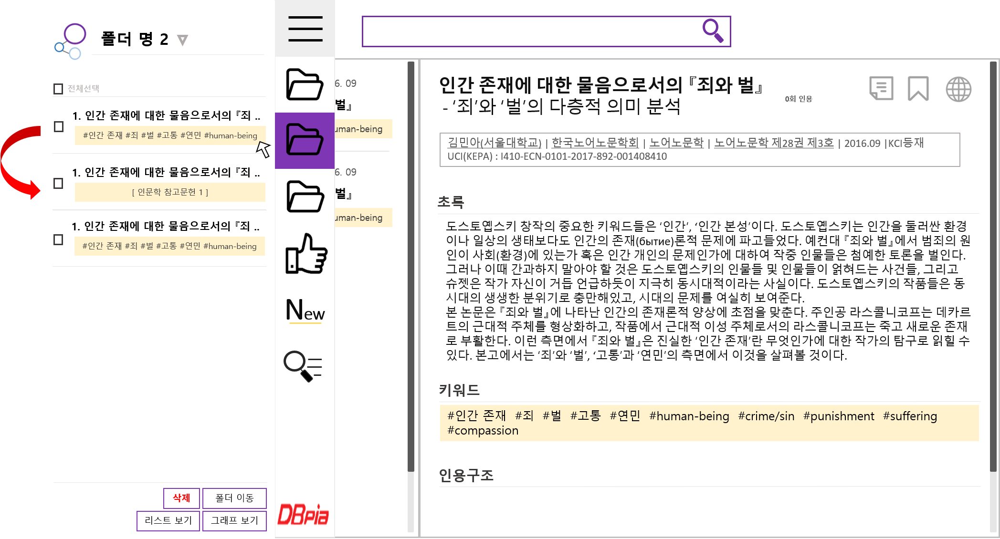 폴더 명 2
전체선택
1. 인간 존재에 대한 물음으로서의 『죄 ..
#인간 존재 #죄 #벌 #고통 #연민 #human-being
1. 인간 존재에 대한 물음으로서의 『죄 ..
[ 인문학 참고문헌 1 ]
1. 인간 존재에 대한 물음으로서의 『죄 ..
#인간 존재 #죄 #벌 #고통 #연민 #human-being
삭제
폴더 이동
리스트 보기
그래프 보기
New
DBpia
6. 09
벌』
uman-being
6. 09
벌』
uman-being
인간 존재에 대한 물음으로서의 『죄와 벌』
- ‘죄’와 ‘벌’의 다층적 의미 분석
0회 인용
김민아(서울대학교) | 한국노어노문학회 | 노어노문학 | 노어노문학 제28권 제3호 | 2016.09 |KCI등재
UCI(KEPA) : I410-ECN-0101-2017-892-001408410
초록
도스토옙스키 창작의 중요한 키워드들은 ‘인간’, ‘인간 본성’이다. 도스토옙스키는 인간을 둘러싼 환경
이나 일상의 생태보다도 인간의 존재(бытие)론적 문제에 파고들었다. 예컨대 『죄와 벌』에서 범죄의 원
인이 사회(환경)에 있는가 혹은 인간 개인의 문제인가에 대하여 작중 인물들은 첨예한 토론을 벌인다.
그러나 이때 간과하지 말아야 할 것은 도스토옙스키의 인물들 및 인물들이 얽혀드는 사건들, 그리고
슈젯은 작가 자신이 거듭 언급하듯이 지극히 동시대적이라는 사실이다. 도스토옙스키의 작품들은 동
시대의 생생한 분위기로 충만해있고, 시대의 문제를 여실히 보여준다.
본 논문은 『죄와 벌』에 나타난 인간의 존재론적 양상에 초점을 맞춘다. 주인공 라스콜니코프는 데카르
트의 근대적 주체를 형상화하고, 작품에서 근대적 이성 주체로서의 라스콜니코프는 죽고 새로운 존재
로 부활한다. 이런 측면에서 『죄와 벌』은 진실한 ‘인간 존재’란 무엇인가에 대한 작가의 탐구로 읽힐 수
있다. 본고에서는 ‘죄’와 ‘벌’, ‘고통’과 ‘연민’의 측면에서 이것을 살펴볼 것이다.
키워드
#인간 존재 #죄 #벌 #고통 #연민 #human-being #crime/sin #punishment #suffering
#compassion
인용구조